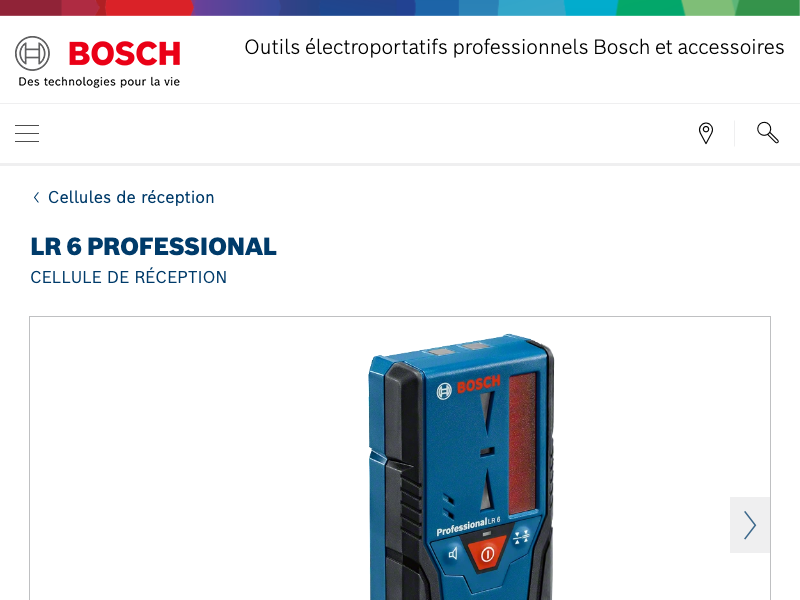 BOSCH
Des technologies pour la vie
Outils électroportatifs professionnels Bosch et accessoires
Cellules de réception
LR 6 PROFESSIONAL
CELLULE DE RÉCEPTION
BOSCH
Professional LR 6